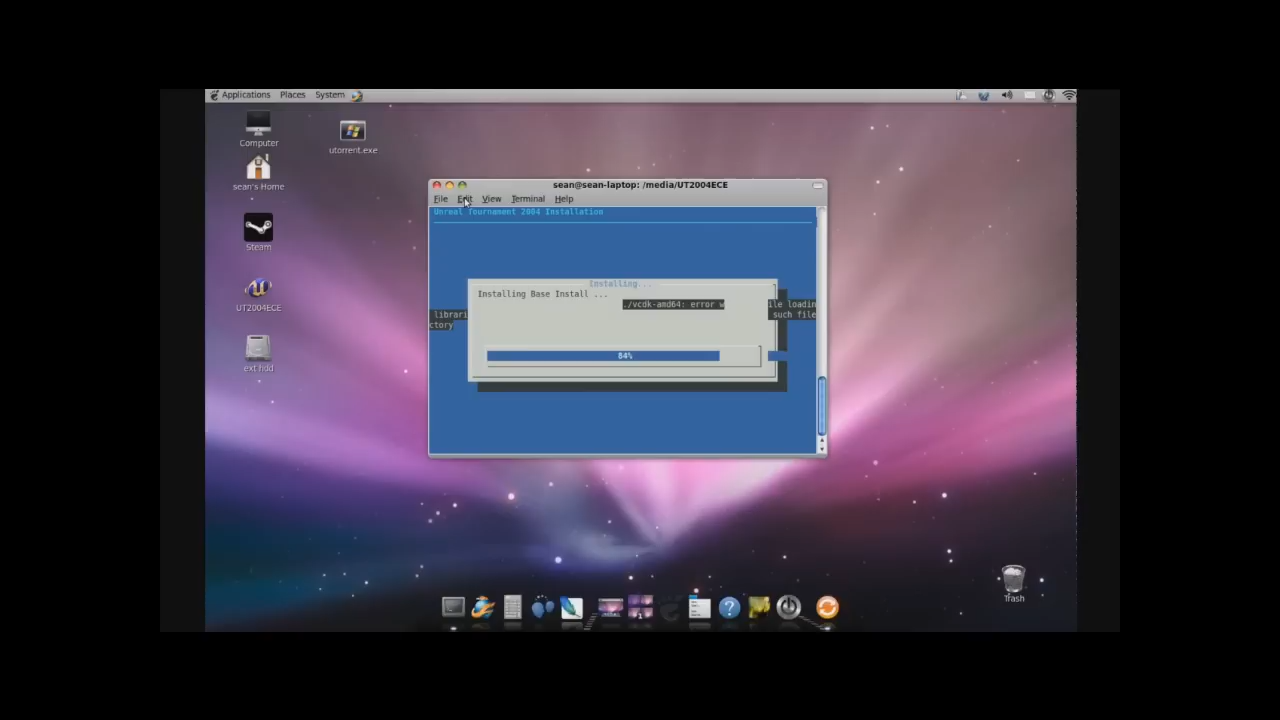 Applications Places System
Computer
utorrent.exe
sean's Home
Steam
UT2004ECE
ext hdd
sean@sean-laptop: /media/UT2004ECE
File Edit View Terminal Help
Unreal Tournament 2004 Installation
Installing...
Installing Base Install ...
./vcdk-amd64: error w
ile loadin
librari
such file
ctory
84%
Trash